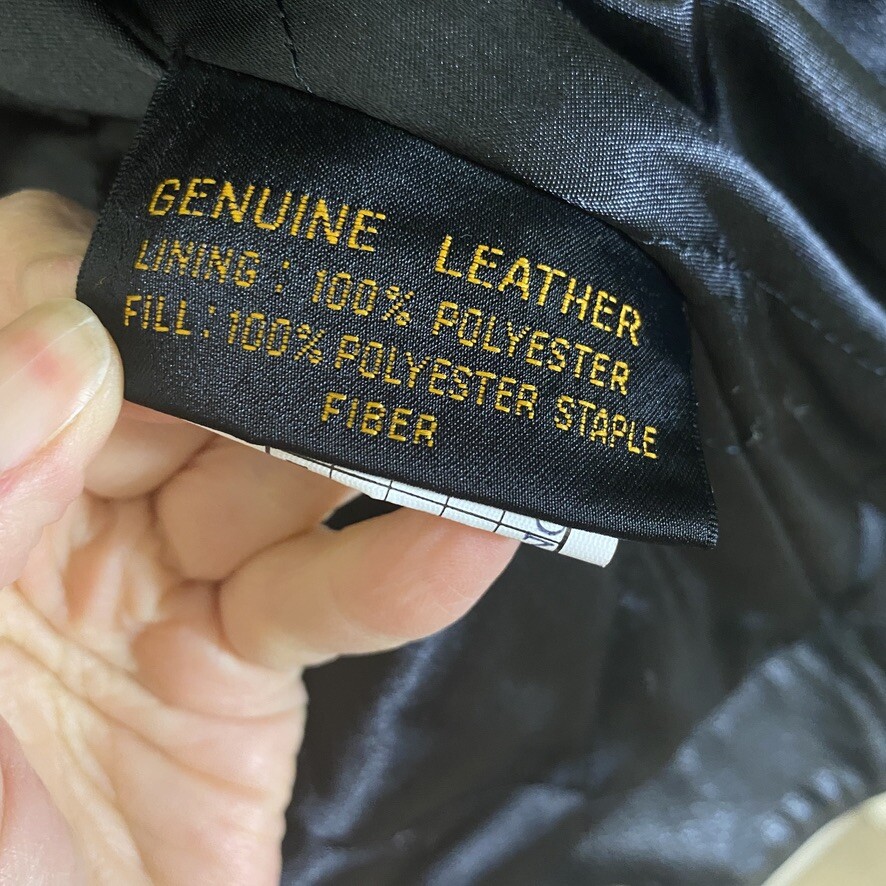 GENUINE LEATHER
LINING : 100% POLYESTER
FILL : 100% POLYESTER STAPLE
FIBER